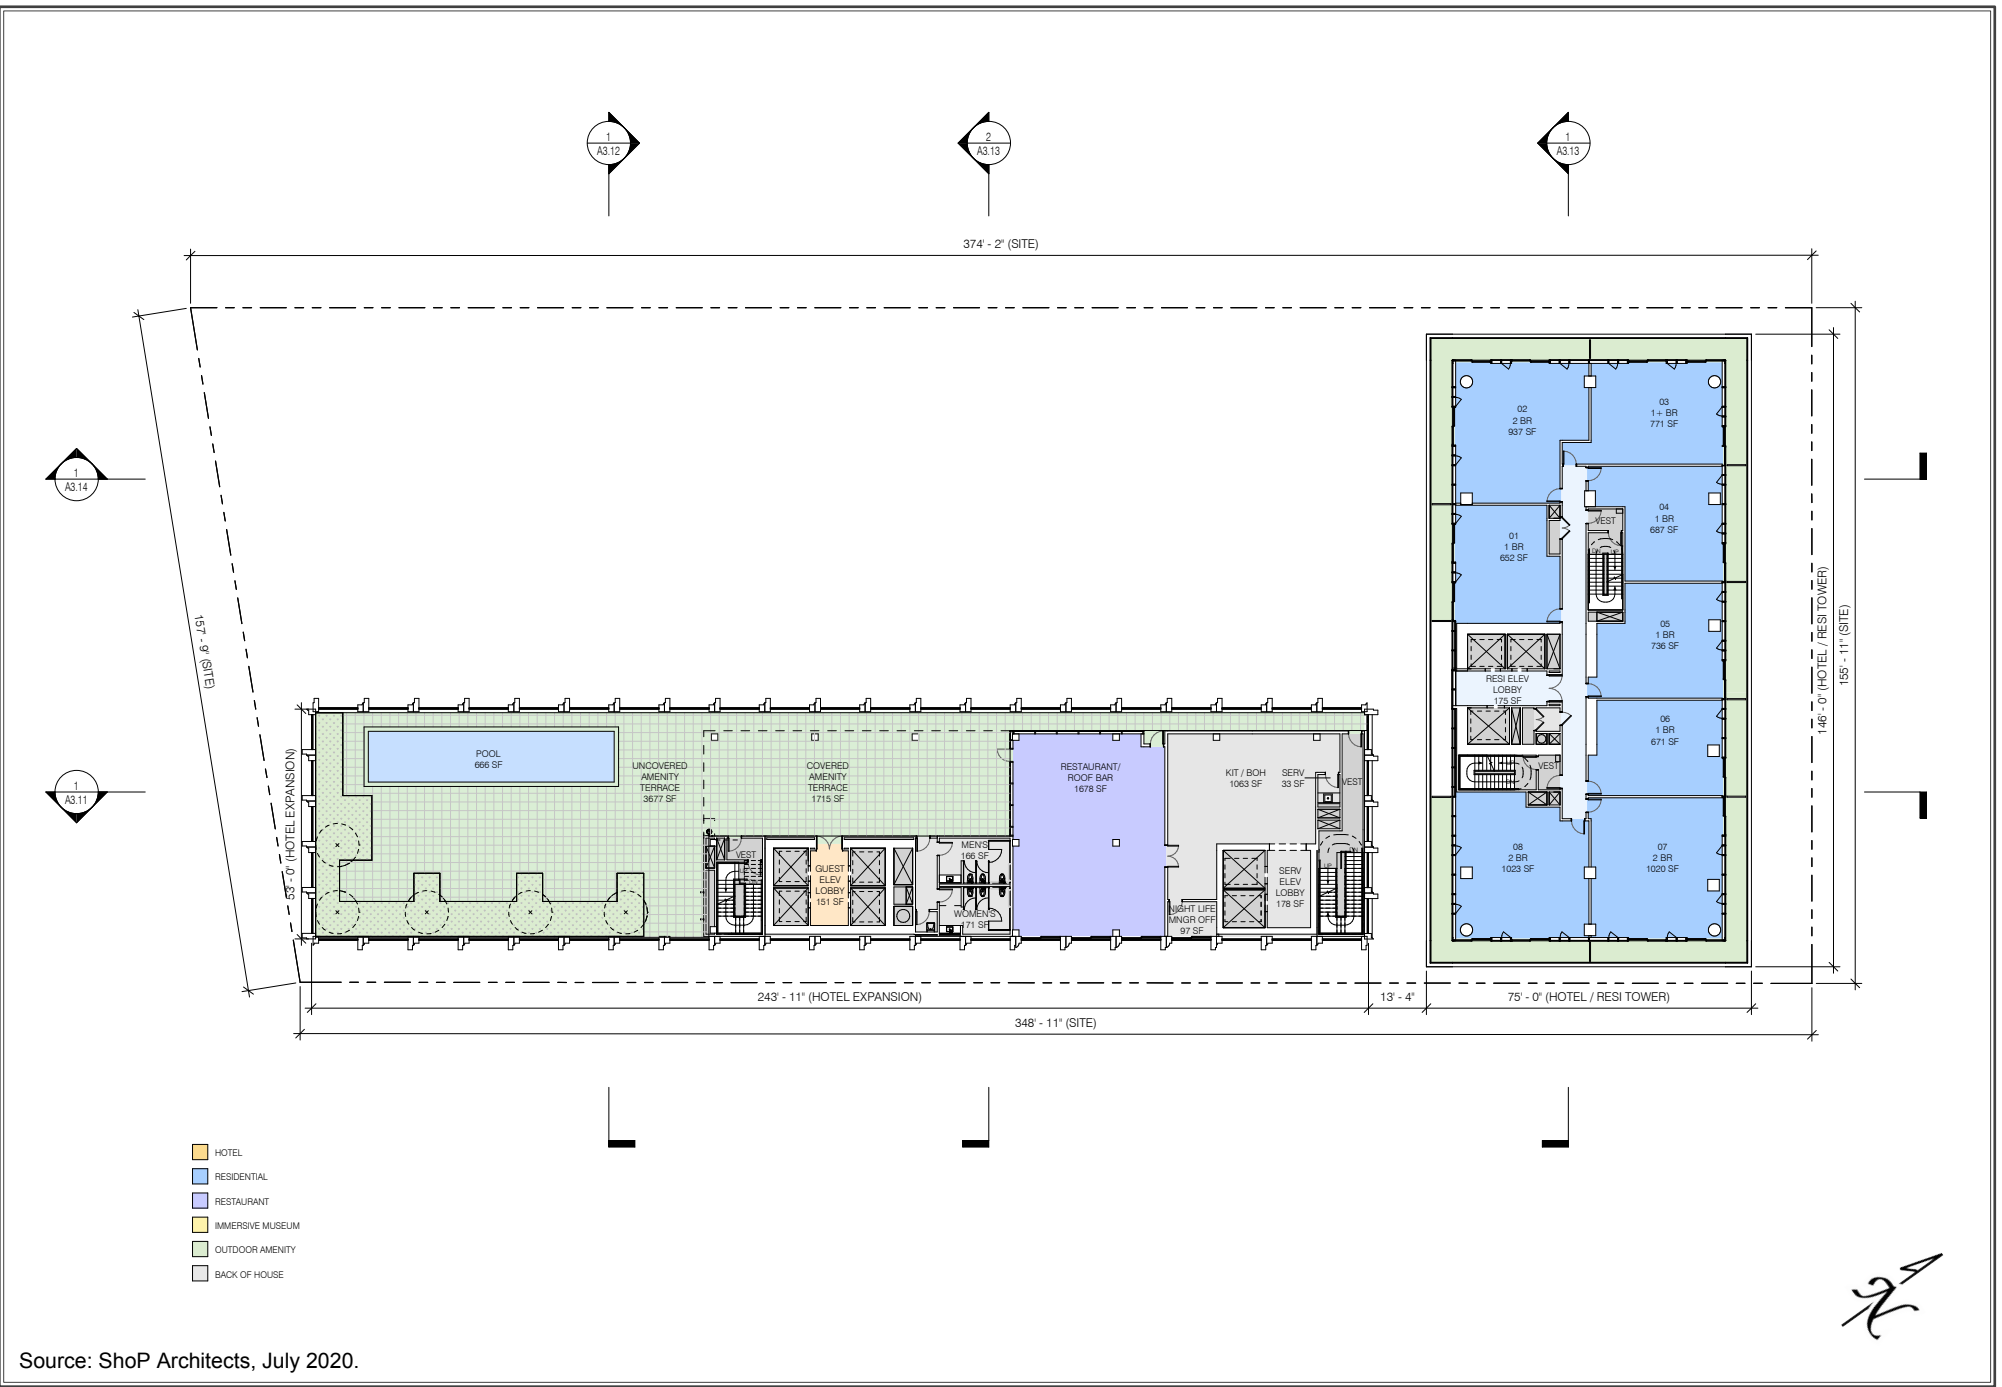 1
A3.12
2
A3.13
1
A3.13
374' - 2" (SITE)
1
A3.14
1
A3.11
157' - 9" (SITE)
53' - 0" (HOTEL EXPANSION)
POOL
666 SF
UNCOVERED
AMENITY
TERRACE
3677 SF
COVERED
AMENITY
TERRACE
1715 SF
RESTAURANT/
ROOF BAR
1678 SF
KIT / BOH
1063 SF
SERV
33 SF
VEST
VEST
GUEST
ELEV
LOBBY
151 SF
MEN'S
166 SF
WOMEN'S
171 SF
NIGHT LIFE
MNGR OFF
97 SF
SERV
ELEV
LOBBY
178 SF
UP
DN
02
2 BR
937 SF
03
1+ BR
771 SF
01
1 BR
652 SF
VEST
DN
UP
04
1 BR
687 SF
05
1 BR
736 SF
RESI ELEV
LOBBY
175 SF
06
1 BR
671 SF
VEST
08
2 BR
1023 SF
07
2 BR
1020 SF
146' - 0" (HOTEL / RESI TOWER)
155' - 11" (SITE)
243' - 11" (HOTEL EXPANSION)
13' - 4"
75' - 0" (HOTEL / RESI TOWER)
348' - 11" (SITE)
HOTEL
RESIDENTIAL
RESTAURANT
IMMERSIVE MUSEUM
OUTDOOR AMENITY
BACK OF HOUSE
Source: ShoP Architects, July 2020.